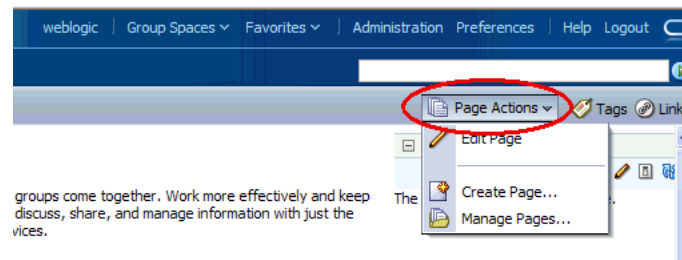 weblogic Group Spaces Favorites Administration Preferences Help Logout
Page Actions Tags Link
Edit Page
groups come together. Work more effectively and keep The
Create Page...
discuss, share, and manage information with just the
Manage Pages...
vices.